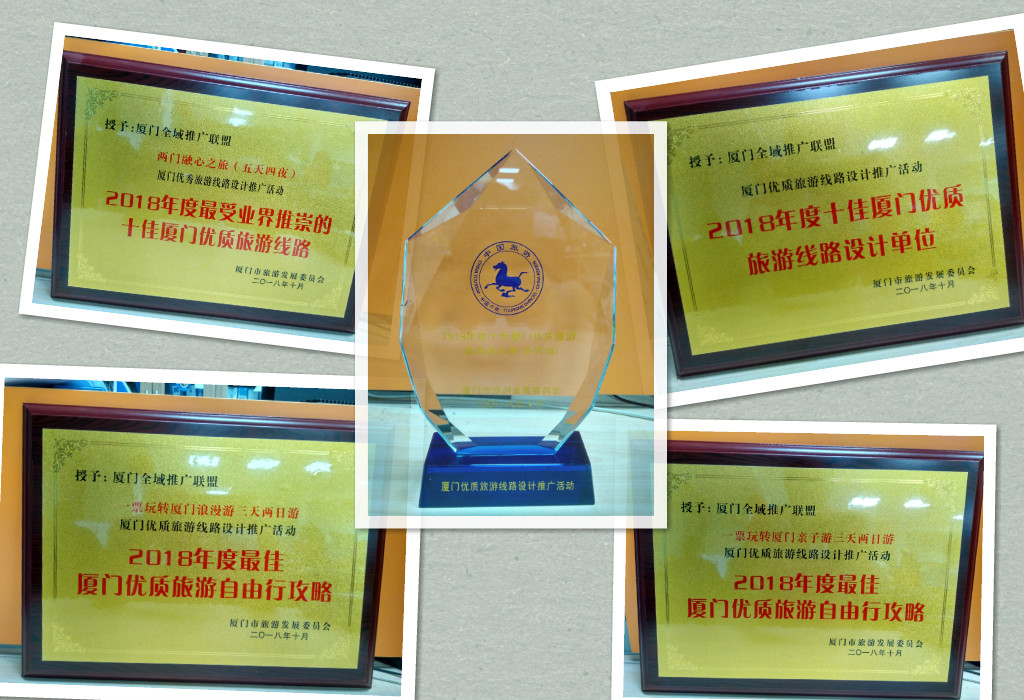 授予:厦门全域推广联盟
两门融心之旅（五天四夜）
厦门优秀旅游线路设计推广活动
2018年度最受业界推崇的
十佳厦门优质旅游线路
厦门市旅游发展委员会
二〇一八年十月
授予:厦门全域推广联盟
厦门优质旅游线路设计推广活动
2018年度十佳厦门优质
旅游线路设计单位
厦门市旅游发展委员会
二〇一八年十月
中国旅游
厦门优质旅游线路设计推广活动
授予:厦门全域推广联盟
一票玩转厦门浪漫游三天两日游
厦门优质旅游线路设计推广活动
2018年度最佳
厦门优质旅游自由行攻略
厦门市旅游发展委员会
二〇一八年十月
授予:厦门全域推广联盟
一票玩转厦门亲子游三天两日游
厦门优质旅游线路设计推广活动
2018年度最佳
厦门优质旅游自由行攻略
厦门市旅游发展委员会
二〇一八年十月